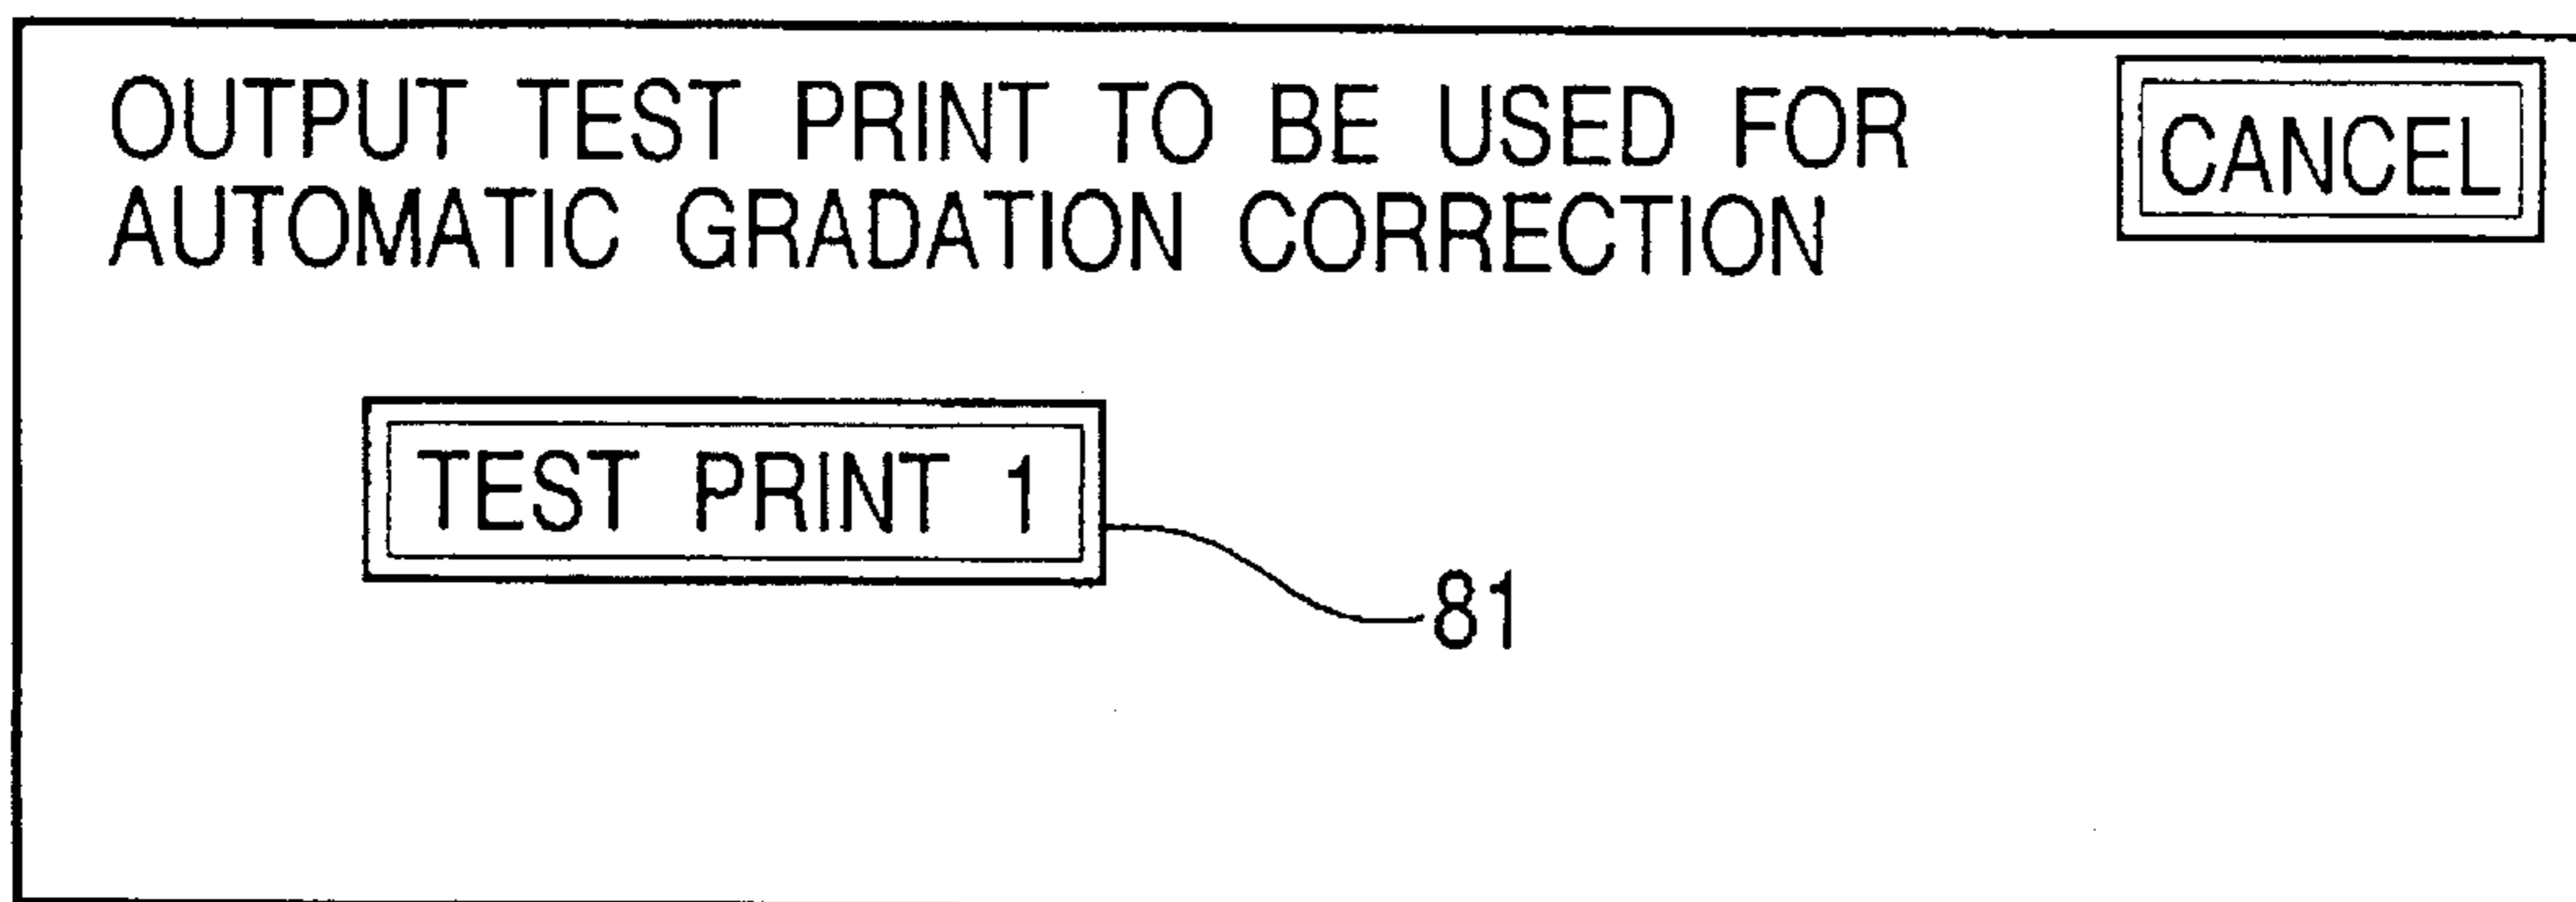 OUTPUT TEST PRINT TO BE USED FOR
AUTOMATIC GRADATION CORRECTION
CANCEL
TEST PRINT 1
81